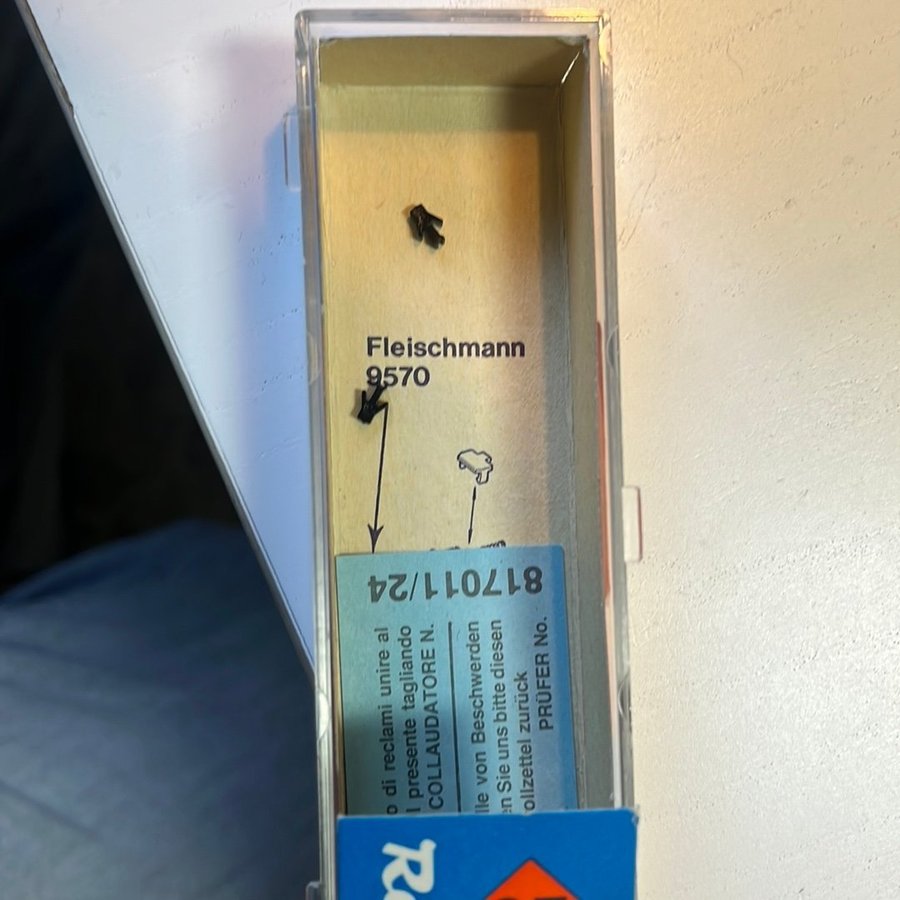 Fleischmann
9570
817011/24
o di reclami unire al
l presente tagliando
COLLAUDATORE N.
lle von Beschwerden
n Sie uns bitte diesen
ollzettel zurück
PRÜFER No.
Ro